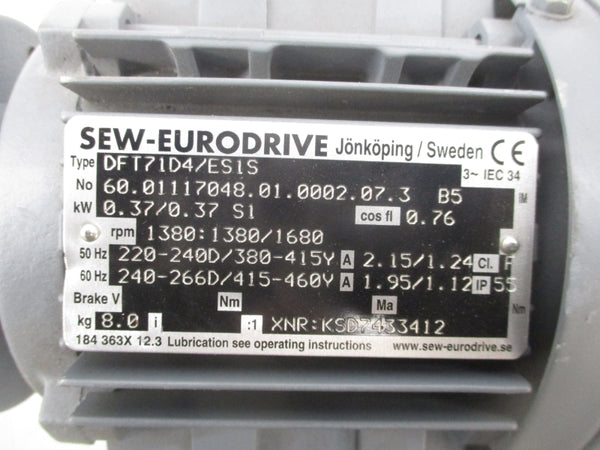 SEW-EURODRIVE Jönköping / Sweden CE
Type DFT71D4/ES1S 3~ IEC 34
No 60.01117048.01.0002.07.3 B5 IM
kW 0.37/0.37 S1 cos fi 0.76
rpm 1380:1380/1680
50 Hz 220-240D/380-415Y A 2.15/1.24 Cl. F
60 Hz 240-266D/415-460Y A 1.95/1.12 IP 55
Brake V Nm Ma
kg 8.0 i :1 XNR:KSD7433412
184 363X 12.3 Lubrication see operating instructions www.sew-eurodrive.se